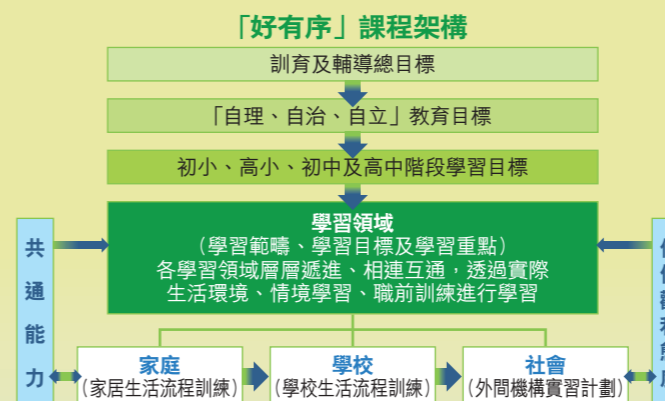 「好有序」課程架構
訓育及輔導總目標
「自理、自治、自立」教育目標
初小、高小、初中及高中階段學習目標
學習領域
（學習範疇、學習目標及學習重點）
各學習領域層層遞進、相連互通，透過實際
生活環境、情境學習、職前訓練進行學習
共通能力
家庭
（家居生活流程訓練）
學校
（學校生活流程訓練）
社會
（外間機構實習計劃）